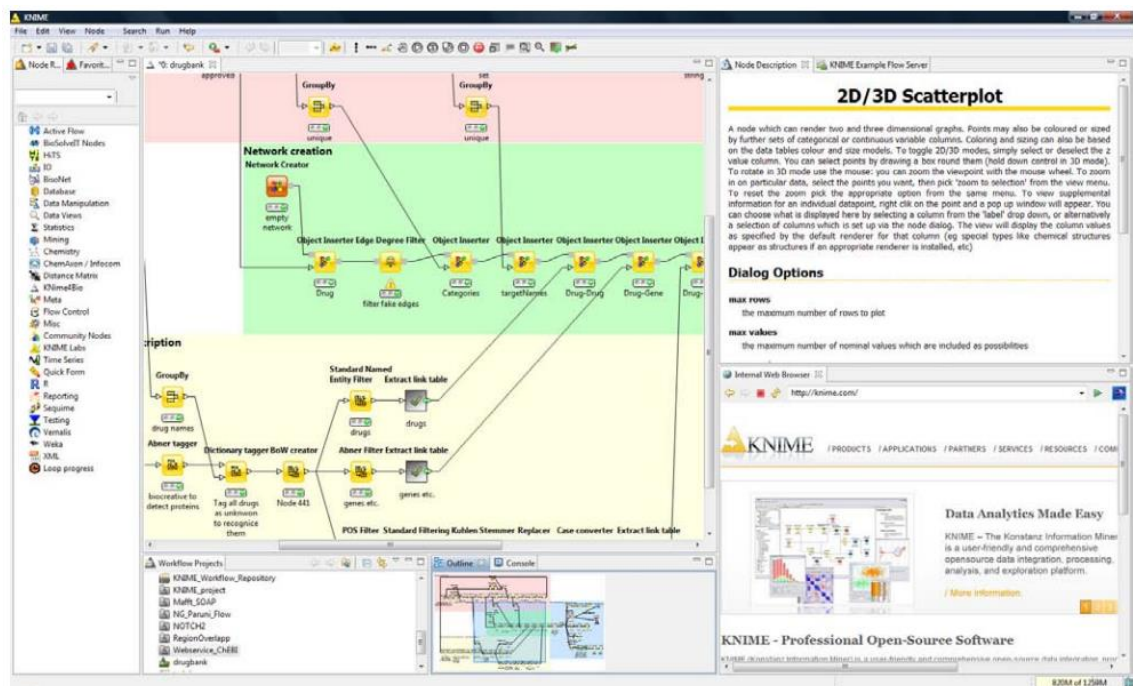 KNIME
File Edit View Node Search Run Help
Node R... Favorit...
Active Flow
BioSolveIT Nodes
HiTS
IO
BisoNet
Database
Data Manipulation
Data Views
Statistics
Mining
Chemistry
ChemAxon / Infocom
Distance Matrix
KNime4Bio
Meta
Flow Control
Misc
Community Nodes
KNIME Labs
Time Series
Quick Form
R
Reporting
Sequime
Testing
Vernalis
Weka
XML
Loop progress
*0: drugbank
approved set string
GroupBy GroupBy
unique unique
Network creation
Network Creator
empty
network
Object Inserter Edge Degree Filter Object Inserter Object Inserter Object Inserter Object Inserter Object I
Drug filter fake edges Categories targetNames Drug-Drug Drug-Gene Drug-
cription
GroupBy
drug names
Standard Named
Entity Filter Extract link table
drugs drugs
Abner tagger Dictionary tagger BoW creator Abner Filter Extract link table
biocreative to
detect proteins
Tag all drugs
as unknwon
to recognice
them
Node 441
genes etc. genes etc.
POS Filter Standard Filtering Kuhlen Stemmer Replacer Case converter Extract link table
Workflow Projects
KNIME_Workflow_Repository
KNIME_project
Mafft_SOAP
NG_Paruni_Flow
NOTCH2
RegionOverlapp
Webservice_ChEBI
drugbank
Outline Console
Node Description KNIME Example Flow Server
2D/3D Scatterplot
A node which can render two and three dimensional graphs. Points may also be coloured or sized
by further sets of categorical or continuous variable columns. Coloring and sizing can also be based
on the data tables colour and size models. To toggle 2D/3D modes, simply select or deselect the z
value column. You can select points by drawing a box round them (hold down control in 3D mode).
To rotate in 3D mode use the mouse: you can zoom the viewpoint with the mouse wheel. To zoom
in on particular data, select the points you want, then pick 'zoom to selection' from the view menu.
To reset the zoom pick the appropriate option from the same menu. To view supplemental
information for an individual datapoint, right clik on the point and a pop up window will appear. You
can choose what is displayed here by selecting a column from the 'label' drop down, or alternatively
a selection of columns which is set up via the node dialog. The view will display the column values
as specified by the default renderer for that column (eg special types like chemical structures
appear as structures if an appropriate renderer is installed, etc)
Dialog Options
max rows
the maximum number of rows to plot
max values
the maximum number of nominal values which are included as possibilities
Internal Web Browser
http://knime.com/
KNIME / PRODUCTS / APPLICATIONS / PARTNERS / SERVICES / RESOURCES / COM
Data Analytics Made Easy
KNIME – The Konstanz Information Miner
is a user-friendly and comprehensive
opensource data integration, processing,
analysis, and exploration platform.
/ More Information
KNIME - Professional Open-Source Software
KNIME (Konstanz Information Miner) is a user-friendly and comprehensive open-source data integration, proc
820M of 1259M